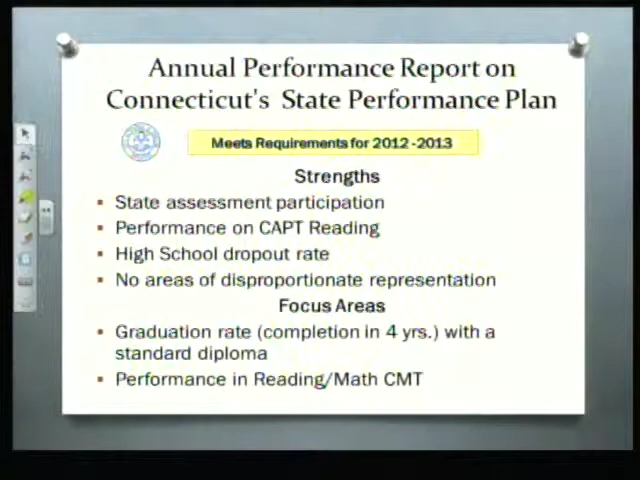 Annual Performance Report on
Connecticut's State Performance Plan
Meets Requirements for 2012 -2013
Strengths
▪ State assessment participation
▪ Performance on CAPT Reading
▪ High School dropout rate
▪ No areas of disproportionate representation
Focus Areas
▪ Graduation rate (completion in 4 yrs.) with a
standard diploma
▪ Performance in Reading/Math CMT